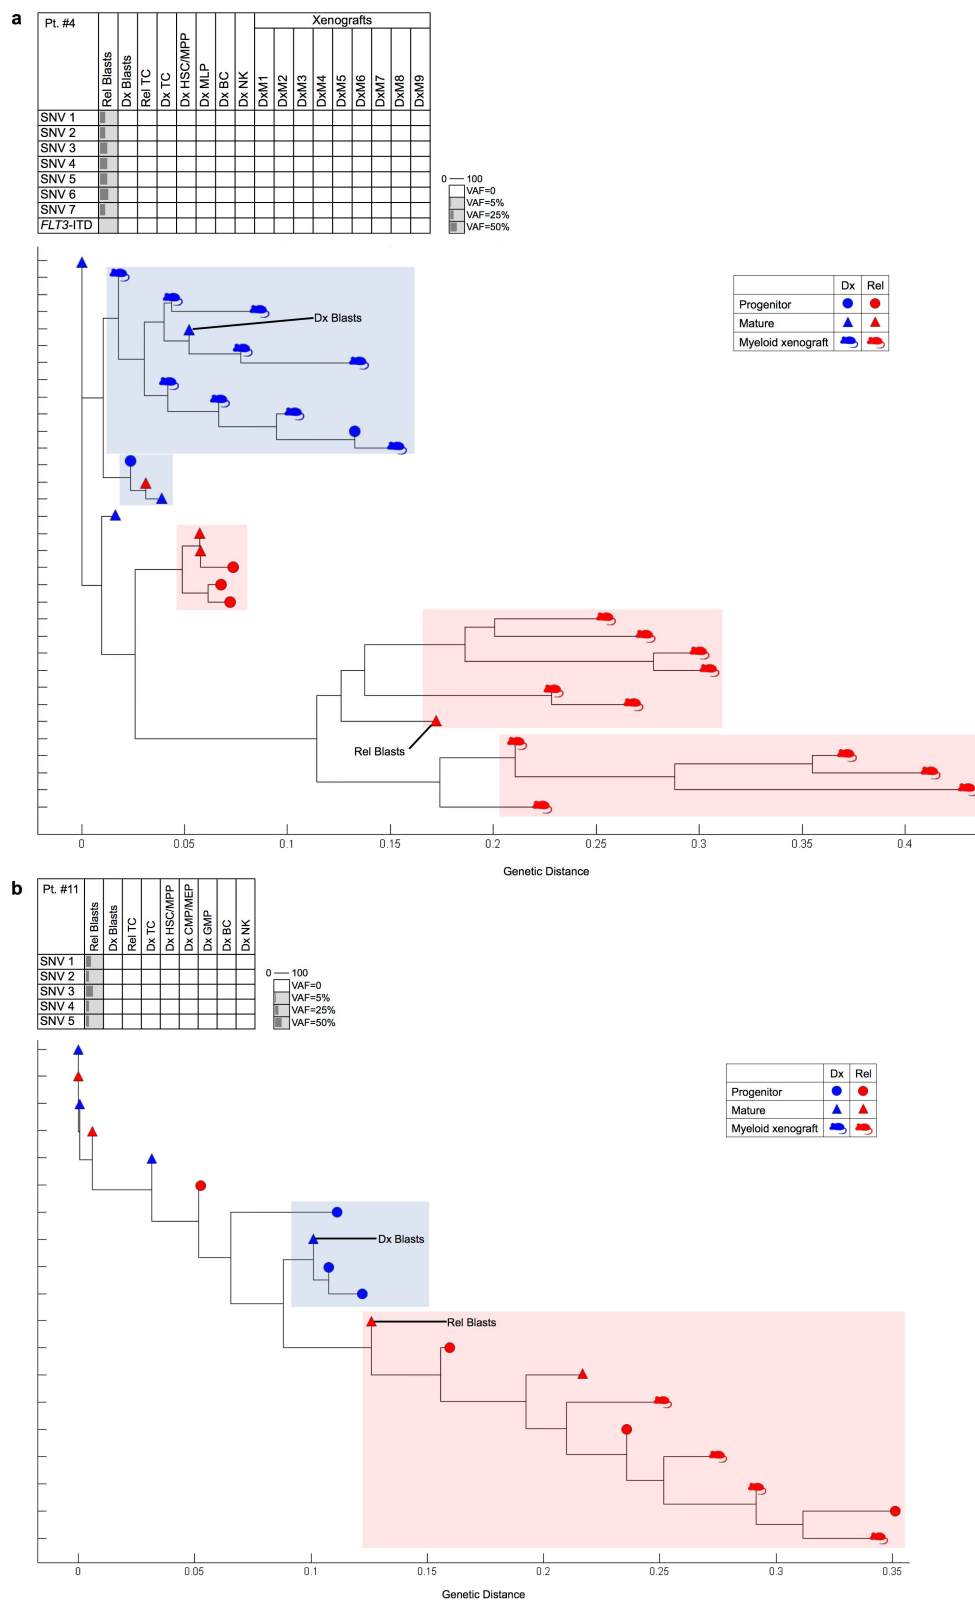 a
Pt. #4
Xenografts
Rel Blasts
Dx Blasts
Rel TC
Dx TC
Dx HSC/MPP
Dx MLP
Dx BC
Dx NK
DxM1
DxM2
DxM3
DxM4
DxM5
DxM6
DxM7
DxM8
DxM9
SNV 1
SNV 2
SNV 3
SNV 4
SNV 5
SNV 6
SNV 7
FLT3-ITD
0 — 100
VAF=0
VAF=5%
VAF=25%
VAF=50%
Dx Rel
Progenitor
Mature
Myeloid xenograft
Dx Blasts
Rel Blasts
0 0.05 0.1 0.15 0.2 0.25 0.3 0.35 0.4
Genetic Distance
b
Pt. #11
Rel Blasts
Dx Blasts
Rel TC
Dx TC
Dx HSC/MPP
Dx CMP/MEP
Dx GMP
Dx BC
Dx NK
SNV 1
SNV 2
SNV 3
SNV 4
SNV 5
0 — 100
VAF=0
VAF=5%
VAF=25%
VAF=50%
Dx Rel
Progenitor
Mature
Myeloid xenograft
Dx Blasts
Rel Blasts
0 0.05 0.1 0.15 0.2 0.25 0.3 0.35
Genetic Distance